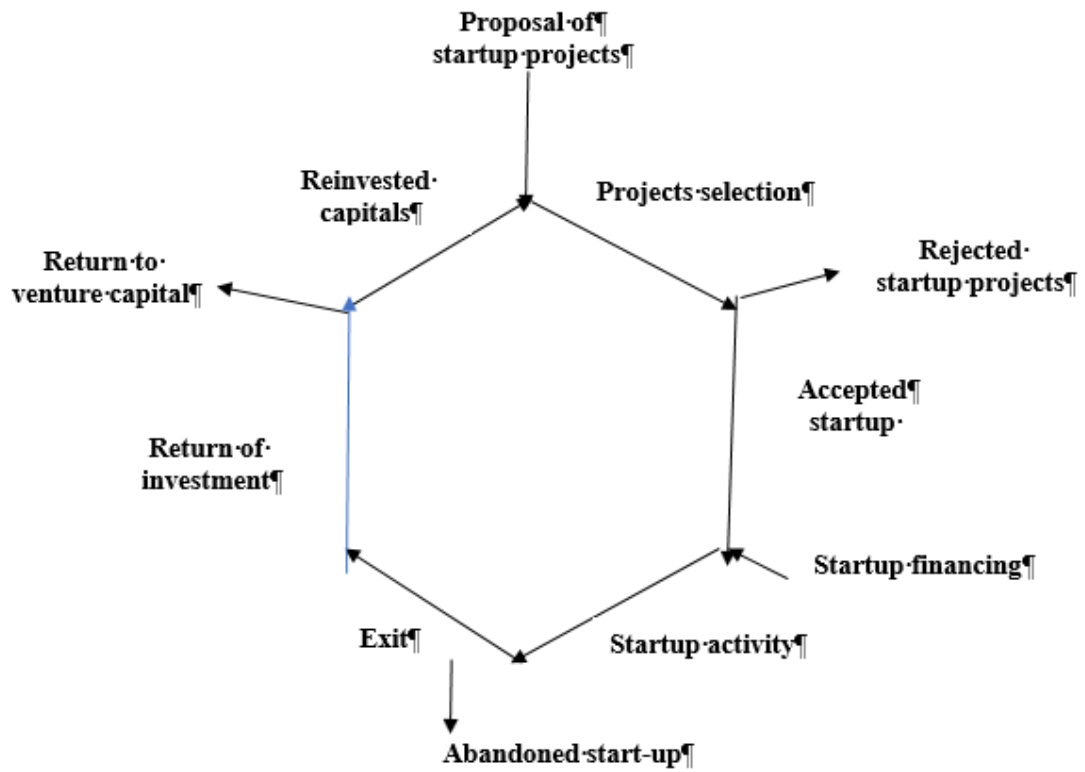 Proposal·of¶
startup·projects¶
Reinvested·
capitals¶
Projects·selection¶
Return·to·
venture·capital¶
Rejected·
startup·projects¶
Accepted¶
startup·
Return·of·
investment¶
Startup·financing¶
Exit¶
Startup·activity¶
Abandoned·start-up¶